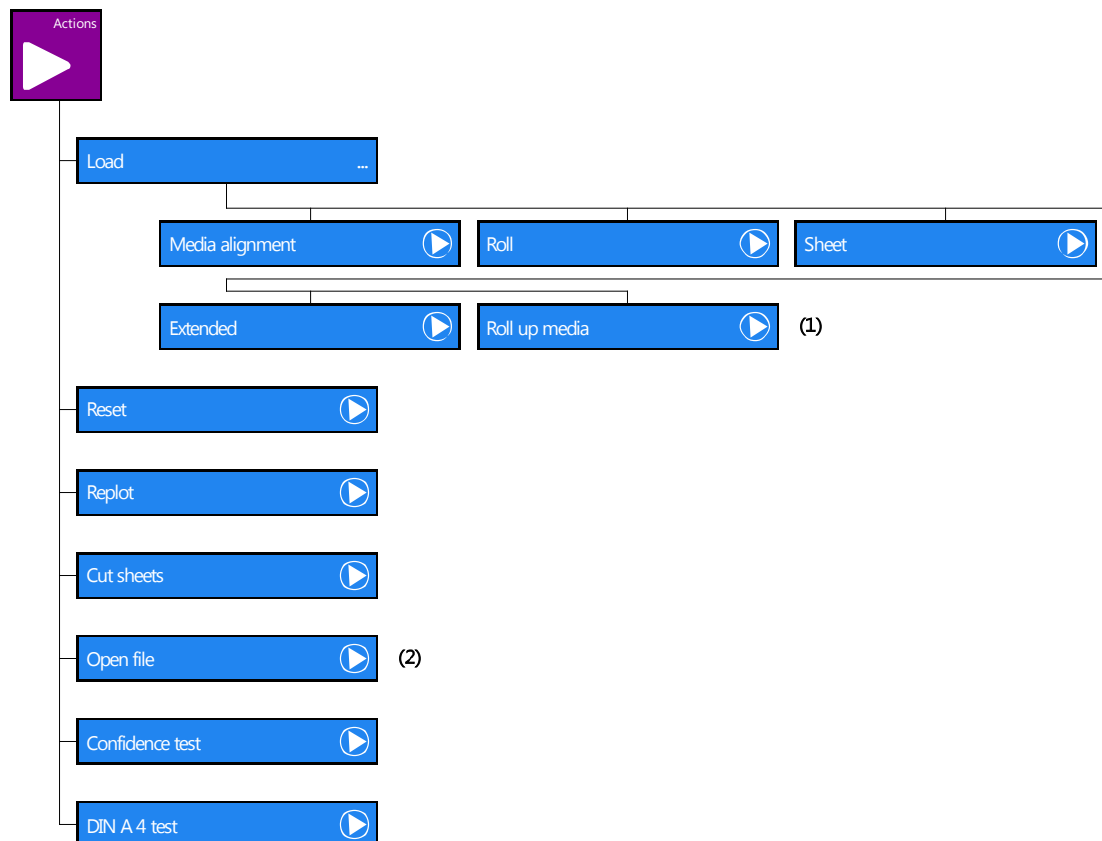 Actions
Load ...
Media alignment
Roll
Sheet
Extended
Roll up media
(1)
Reset
Replot
Cut sheets
Open file
(2)
Confidence test
DIN A 4 test